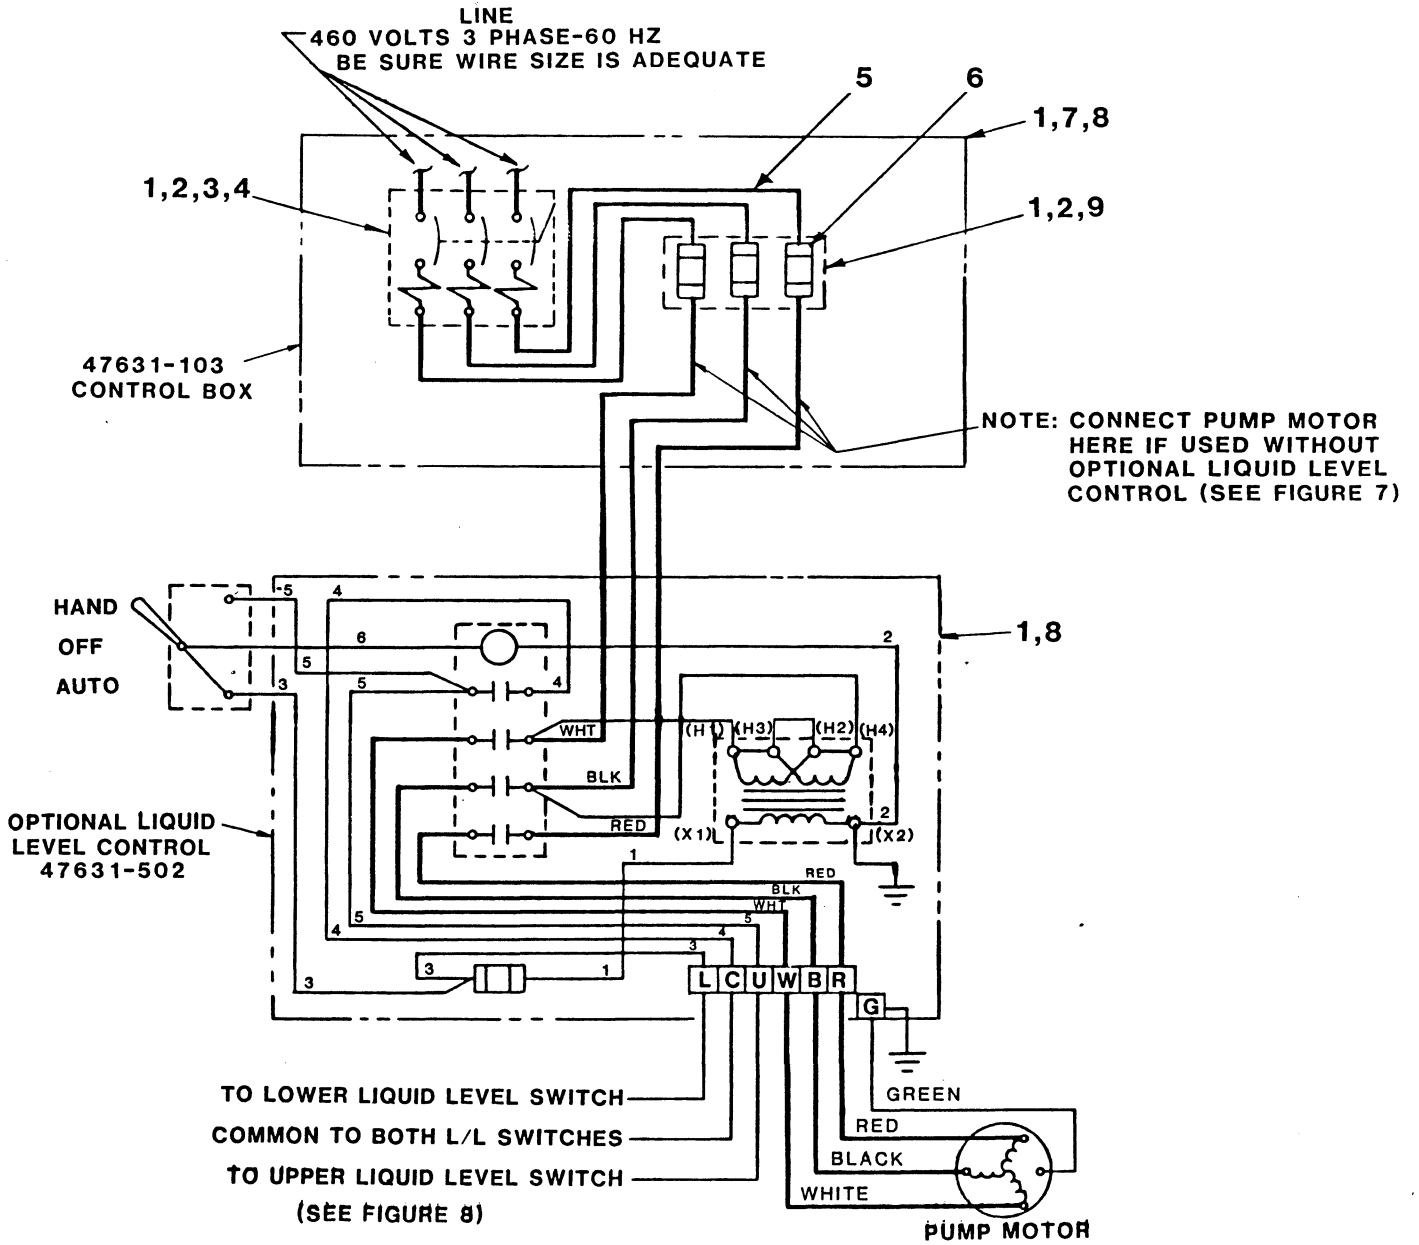 LINE
460 VOLTS 3 PHASE-60 HZ
BE SURE WIRE SIZE IS ADEQUATE
5
6
1,7,8
1,2,3,4
1,2,9
47631-103
CONTROL BOX
NOTE: CONNECT PUMP MOTOR
HERE IF USED WITHOUT
OPTIONAL LIQUID LEVEL
CONTROL (SEE FIGURE 7)
HAND
OFF
AUTO
5
4
6
2
1,8
5
3
5
4
WHT
(H1)
(H3)
(H2)
(H4)
BLK
RED
(X1)
2
(X2)
OPTIONAL LIQUID
LEVEL CONTROL
47631-502
1
RED
BLK
WHT
5
5
4
4
3
3
1
3
L C U W B R
G
TO LOWER LIQUID LEVEL SWITCH
COMMON TO BOTH L/L SWITCHES
TO UPPER LIQUID LEVEL SWITCH
(SEE FIGURE 8)
GREEN
RED
BLACK
WHITE
PUMP MOTOR